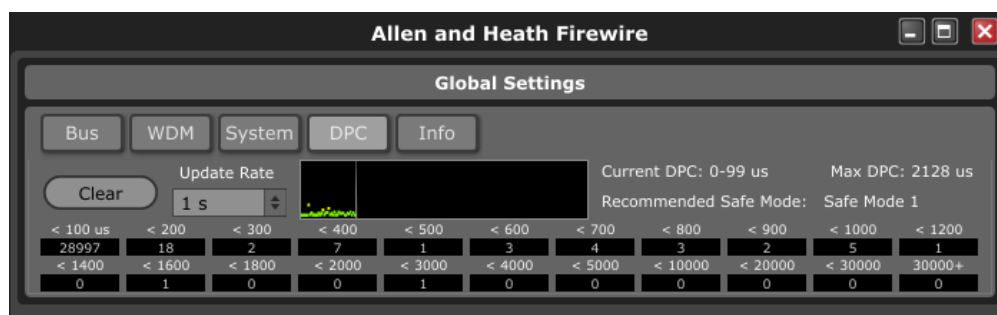 Allen and Heath Firewire
Global Settings
Bus WDM System DPC Info
Update Rate Current DPC: 0-99 us Max DPC: 2128 us
Clear 1 s Recommended Safe Mode: Safe Mode 1
< 100 us < 200 < 300 < 400 < 500 < 600 < 700 < 800 < 900 < 1000 < 1200
28997 18 2 7 1 3 4 3 2 5 1
< 1400 < 1600 < 1800 < 2000 < 3000 < 4000 < 5000 < 10000 < 20000 < 30000 30000+
0 1 0 0 1 0 0 0 0 0 0